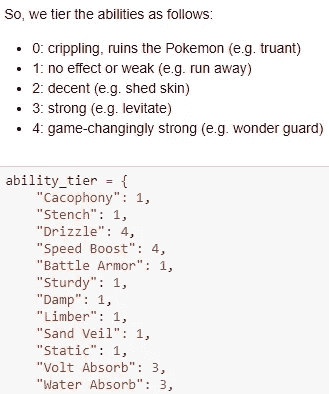 So, we tier the abilities as follows:
• 0: crippling, ruins the Pokemon (e.g. truant)
• 1: no effect or weak (e.g. run away)
• 2: decent (e.g. shed skin)
• 3: strong (e.g. levitate)
• 4: game-changingly strong (e.g. wonder guard)
ability_tier = {
"Cacophony": 1,
"Stench": 1,
"Drizzle": 4,
"Speed Boost": 4,
"Battle Armor": 1,
"Sturdy": 1,
"Damp": 1,
"Limber": 1,
"Sand Veil": 1,
"Static": 1,
"Volt Absorb": 3,
"Water Absorb": 3,